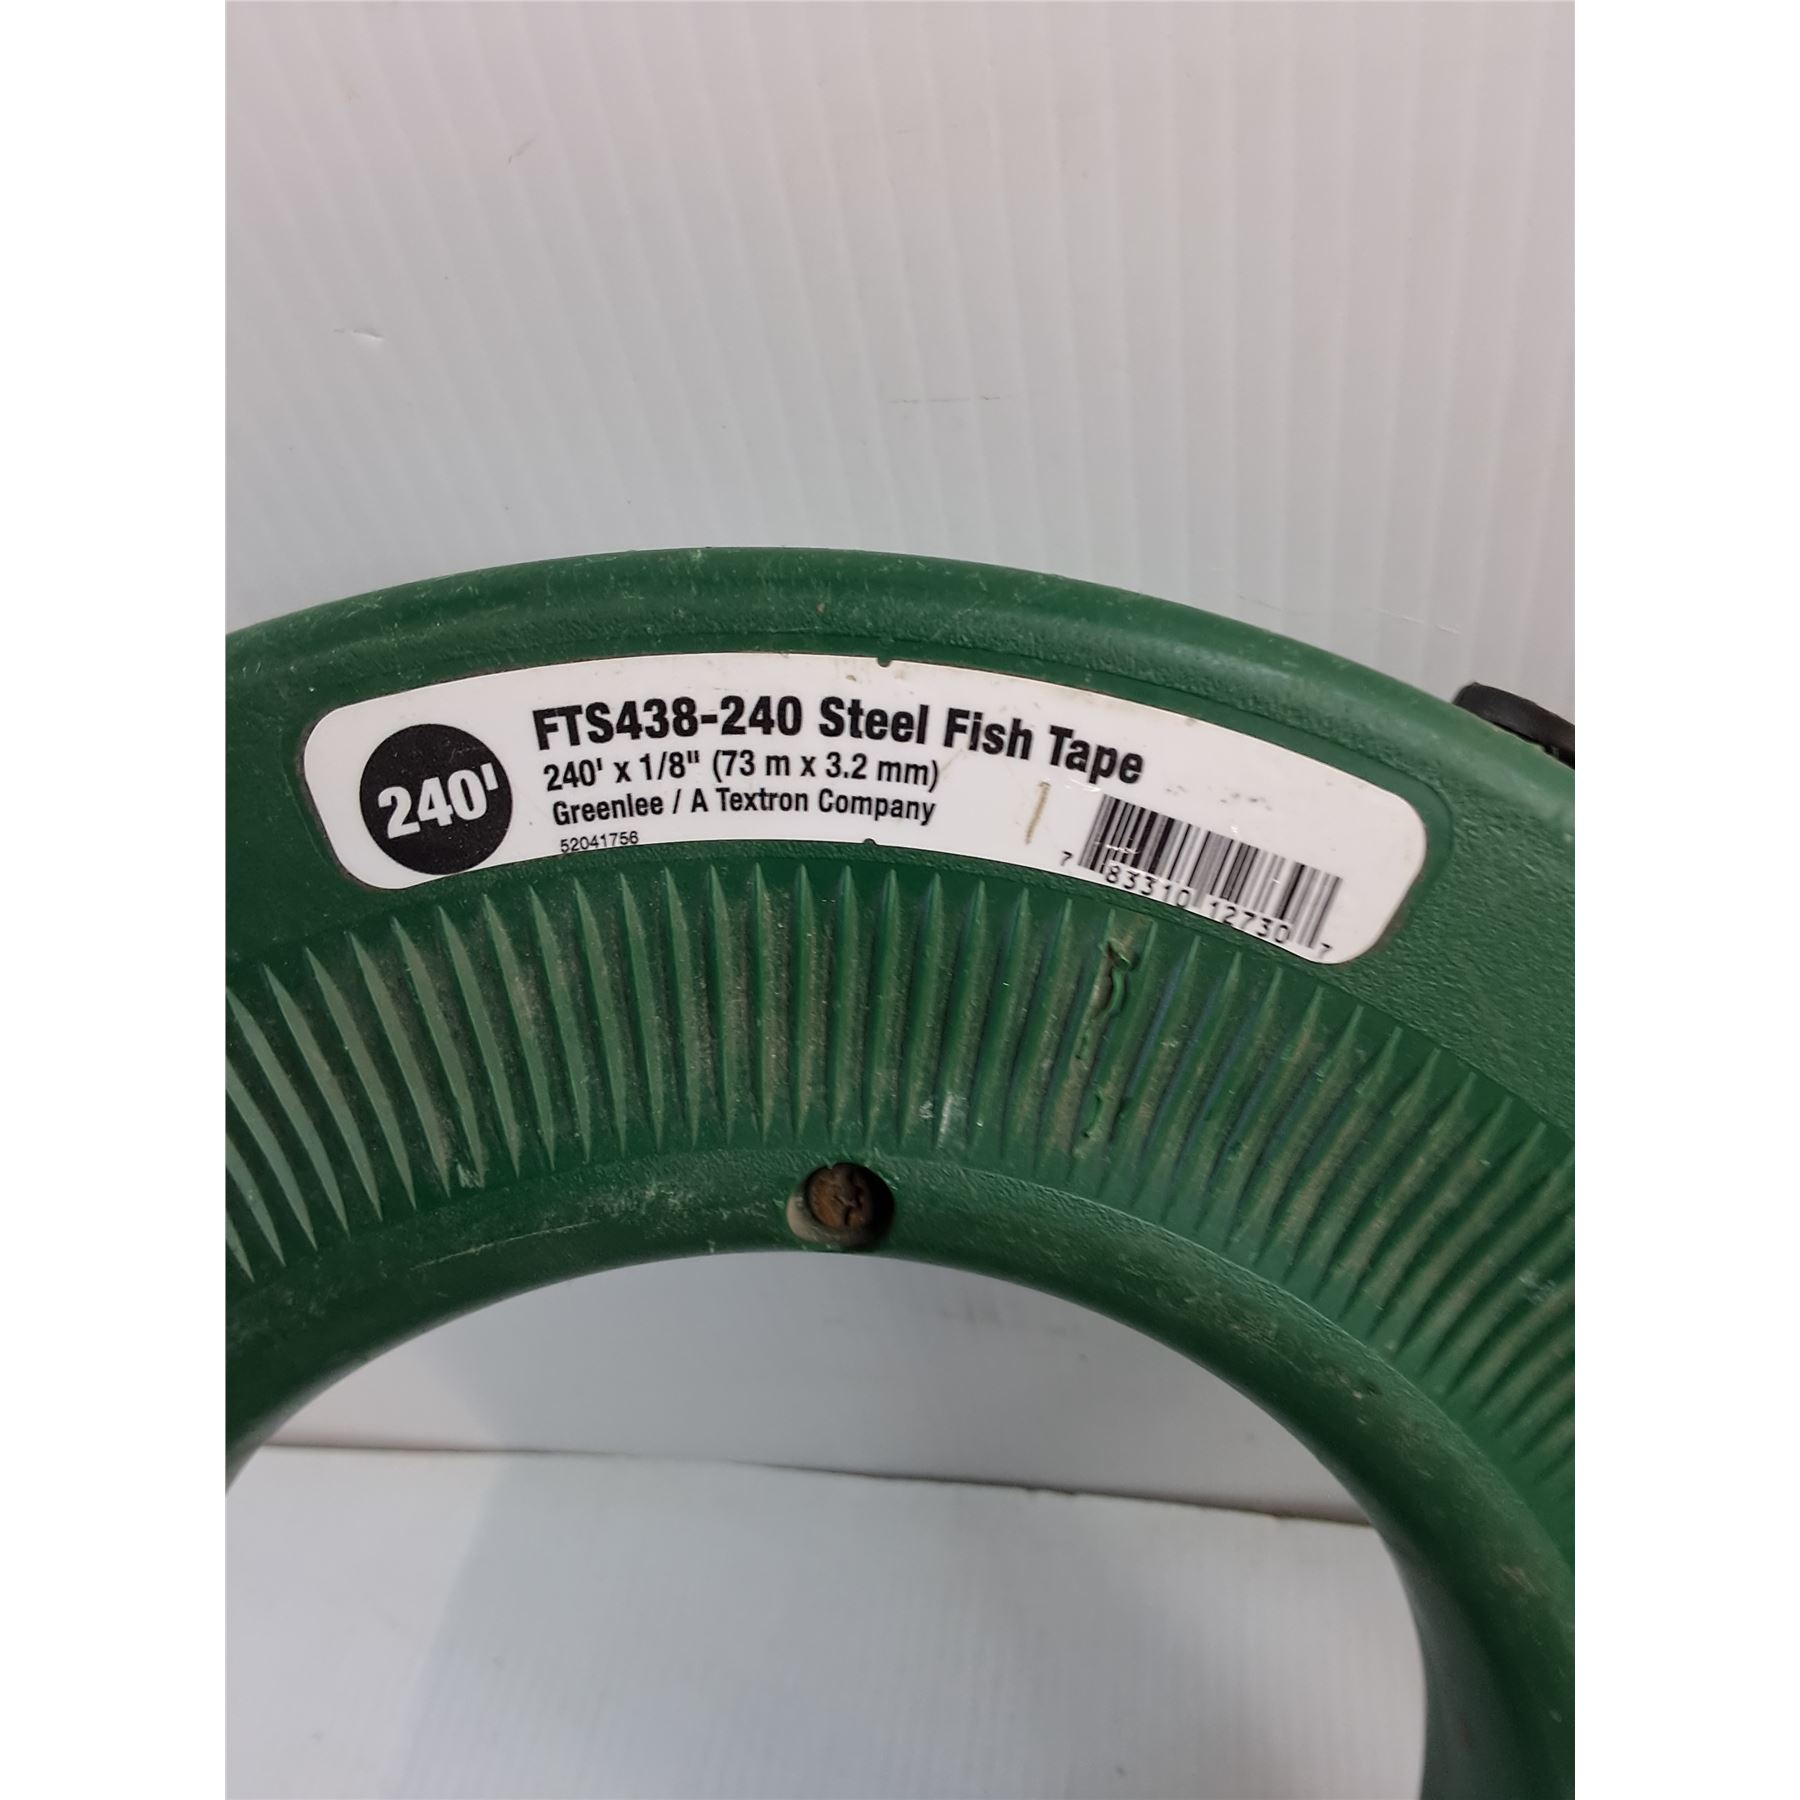 240'
FTS438-240 Steel Fish Tape
240' x 1/8" (73 m x 3.2 mm)
Greenlee / A Textron Company
52041756
7 83310 12730 7